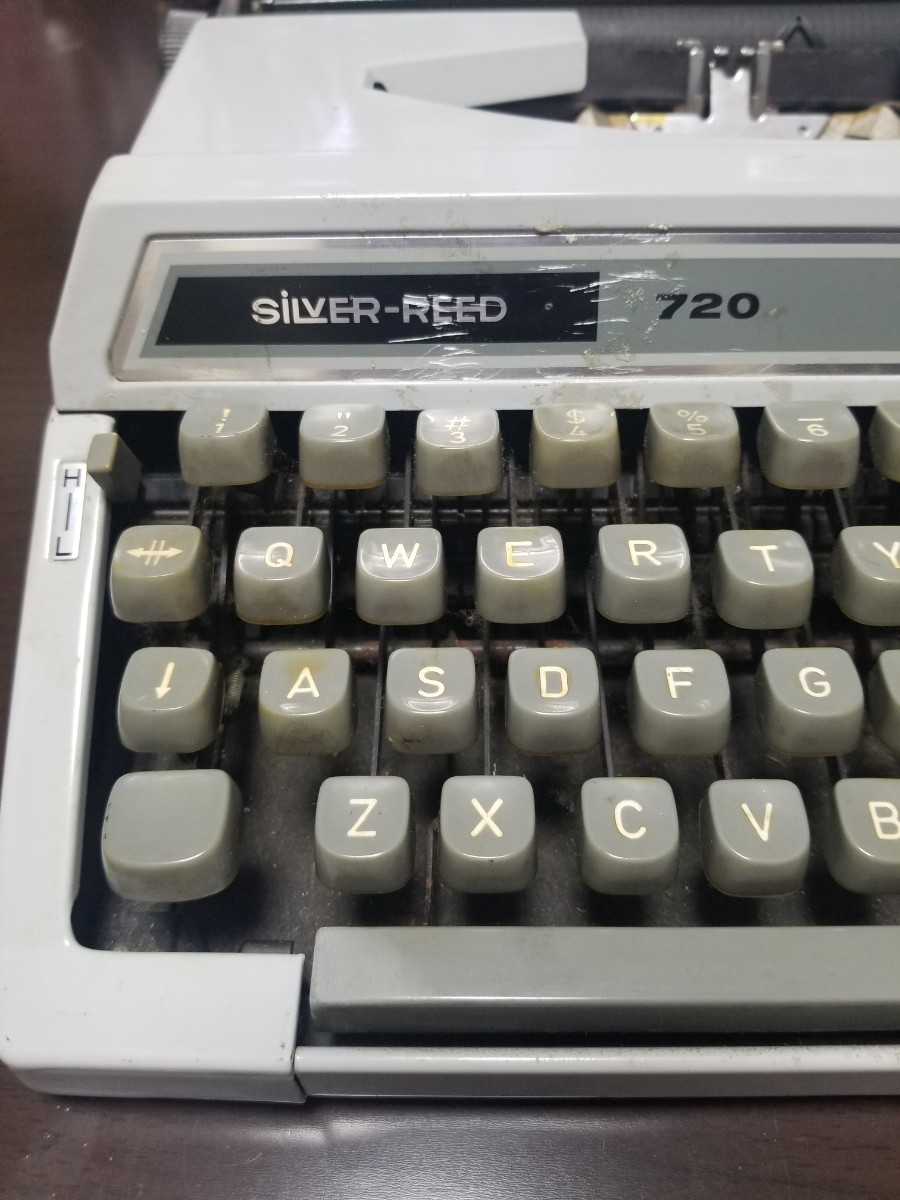 SiLVER-REED 720
! " # $ % _
1 2 3 4 5 6
H
L
Q W E R T Y
A S D F G
Z X C V B